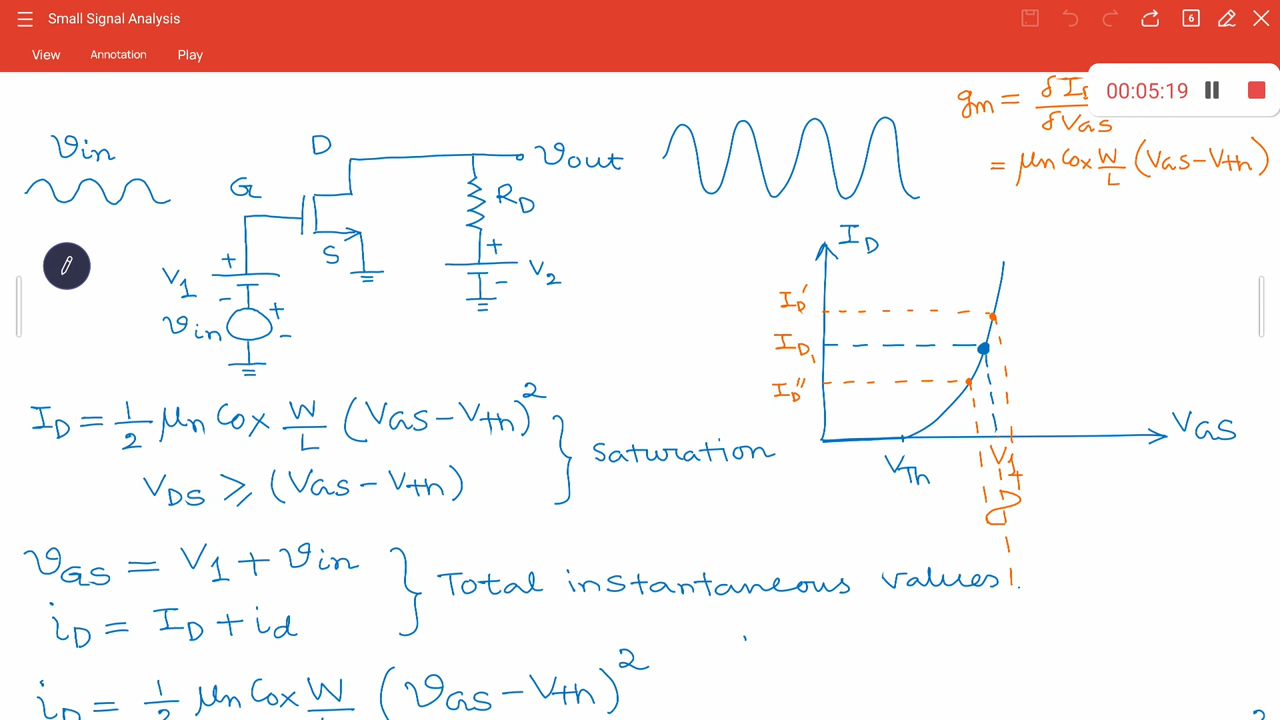 Small Signal Analysis
6
View Annotation Play
00:05:19
gm = δI
δVGS
= μn Cox W/L (VGS - Vth)
Vin
D
Vout
G
RD
S
+
V1
-
+
V2
-
vin
+
-
ID
ID'
ID1
ID''
VGS
VTh
V1
ID = 1/2 μn Cox W/L (VGS - Vth)^2
VDS ⩾ (VGS - Vth)
} Saturation
vGS = V1 + vin
iD = ID + id
} Total instantaneous values!
iD = 1/2 μn Cox W/L (vGS - Vth)^2